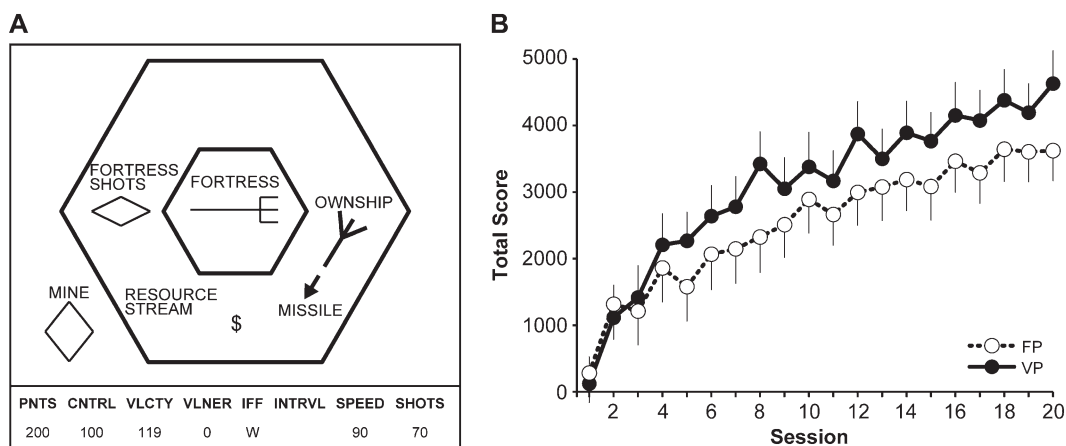 A
FORTRESS
SHOTS
FORTRESS
OWNSHIP
MINE
RESOURCE
STREAM
$
MISSILE
PNTS CNTRL VLCTY VLNER IFF INTRVL SPEED SHOTS
200 100 119 0 W 90 70
B
Total Score
5000
4000
3000
2000
1000
0
FP
VP
2 4 6 8 10 12 14 16 18 20
Session